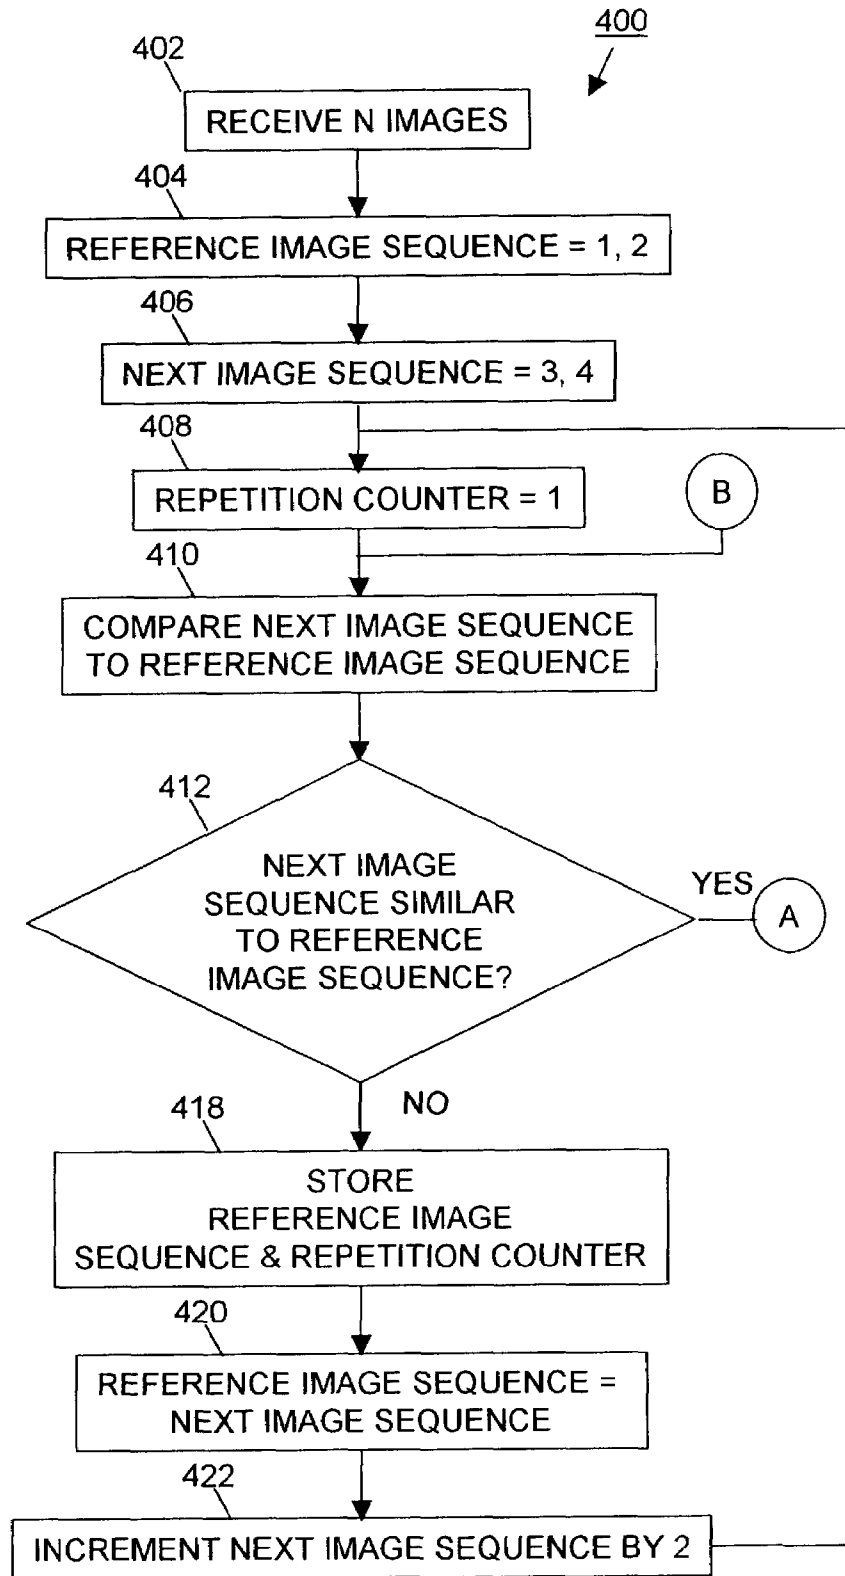 400
402
RECEIVE N IMAGES
404
REFERENCE IMAGE SEQUENCE = 1, 2
406
NEXT IMAGE SEQUENCE = 3, 4
408
REPETITION COUNTER = 1
B
410
COMPARE NEXT IMAGE SEQUENCE
TO REFERENCE IMAGE SEQUENCE
412
NEXT IMAGE
SEQUENCE SIMILAR
TO REFERENCE
IMAGE SEQUENCE?
YES
A
NO
418
STORE
REFERENCE IMAGE
SEQUENCE & REPETITION COUNTER
420
REFERENCE IMAGE SEQUENCE =
NEXT IMAGE SEQUENCE
422
INCREMENT NEXT IMAGE SEQUENCE BY 2